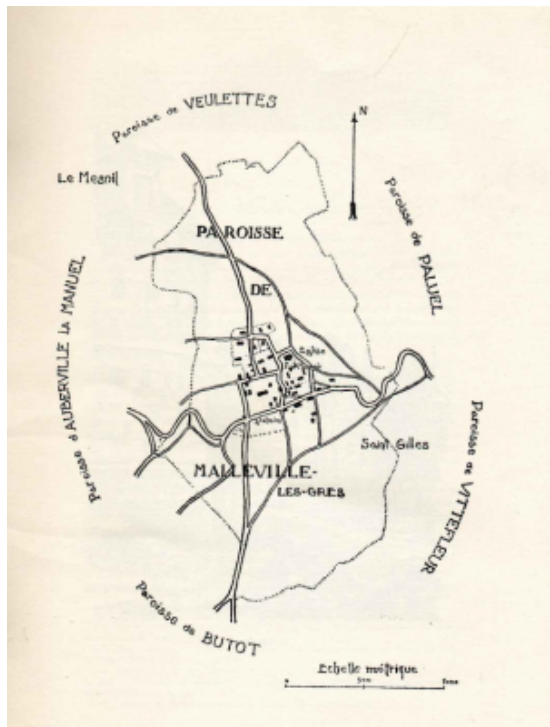 Paroisse de VEULETTES
N
Le Mesnil
Paroisse de PALUEL
PAROISSE
DE
Paroisse d'AUBERVILLE LA MANUEL
Eglise
Saint Gilles
Paroisse de VITTEFLEUR
MALLEVILLE-
LES-GRES
Paroisse de BUTOT
Echelle métrique